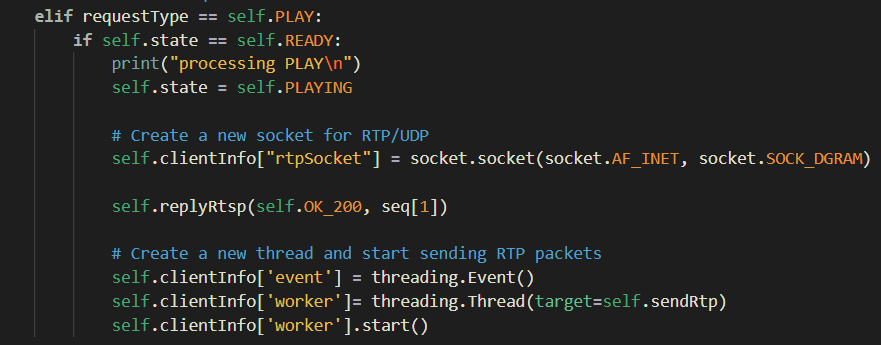 elif requestType == self.PLAY:
    if self.state == self.READY:
        print("processing PLAY\n")
        self.state = self.PLAYING

        # Create a new socket for RTP/UDP
        self.clientInfo["rtpSocket"] = socket.socket(socket.AF_INET, socket.SOCK_DGRAM)

        self.replyRtsp(self.OK_200, seq[1])

        # Create a new thread and start sending RTP packets
        self.clientInfo['event'] = threading.Event()
        self.clientInfo['worker']= threading.Thread(target=self.sendRtp)
        self.clientInfo['worker'].start()